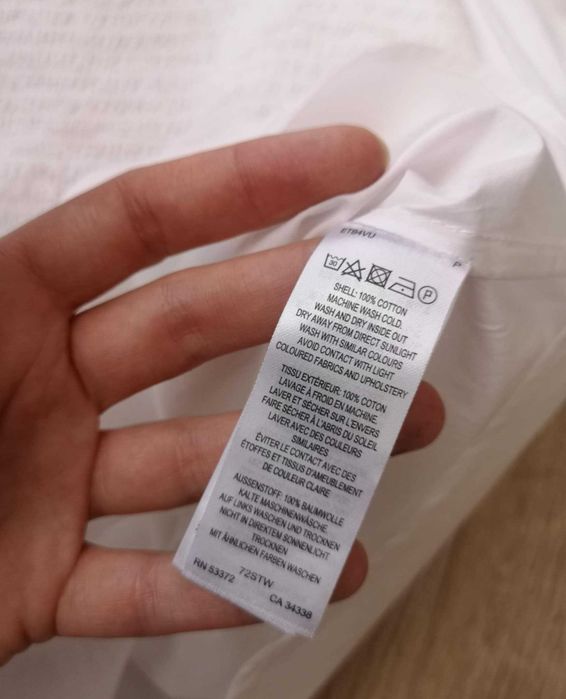 ET84VU
P
30
P
SHELL: 100% COTTON
MACHINE WASH COLD.
WASH AND DRY INSIDE OUT
DRY AWAY FROM DIRECT SUNLIGHT
WASH WITH SIMILAR COLOURS
AVOID CONTACT WITH LIGHT
COLOURED FABRICS AND UPHOLSTERY
TISSU EXTÉRIEUR: 100% COTON
LAVAGE À FROID EN MACHINE.
LAVER ET SÉCHER SUR L'ENVERS
FAIRE SÉCHER À L'ABRIS DU SOLEIL
LAVER AVEC DES COULEURS
SIMILAIRES
ÉVITER LE CONTACT AVEC DES
ÉTOFFES ET TISSUS D'AMEUBLEMENT
DE COULEUR CLAIRE
AUSSENSTOFF: 100% BAUMWOLLE
KALTE MASCHINENWÄSCHE.
AUF LINKS WASCHEN UND TROCKNEN
NICHT IN DIREKTEM SONNENLICHT
TROCKNEN
MIT ÄHNLICHEN FARBEN WASCHEN
RN 53372 72STW CA 34338